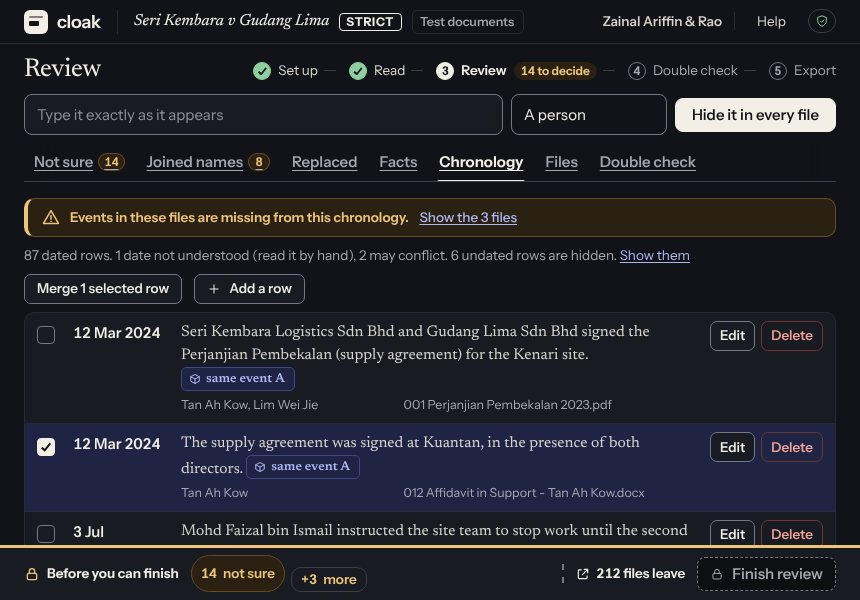 cloak
Seri Kembara v Gudang Lima
STRICT
Test documents
Zainal Ariffin & Rao
Help
Review
Set up
Read
3 Review
14 to decide
4 Double check
5 Export
Type it exactly as it appears
A person
Hide it in every file
Not sure 14
Joined names 8
Replaced
Facts
Chronology
Files
Double check
Events in these files are missing from this chronology. Show the 3 files
87 dated rows. 1 date not understood (read it by hand), 2 may conflict. 6 undated rows are hidden. Show them
Merge 1 selected row
+ Add a row
12 Mar 2024
Seri Kembara Logistics Sdn Bhd and Gudang Lima Sdn Bhd signed the
Perjanjian Pembekalan (supply agreement) for the Kenari site.
same event A
Tan Ah Kow, Lim Wei Jie
001 Perjanjian Pembekalan 2023.pdf
Edit
Delete
12 Mar 2024
The supply agreement was signed at Kuantan, in the presence of both
directors. same event A
Tan Ah Kow
012 Affidavit in Support - Tan Ah Kow.docx
Edit
Delete
3 Jul
Mohd Faizal bin Ismail instructed the site team to stop work until the second
Edit
Delete
Before you can finish
14 not sure
+3 more
212 files leave
Finish review